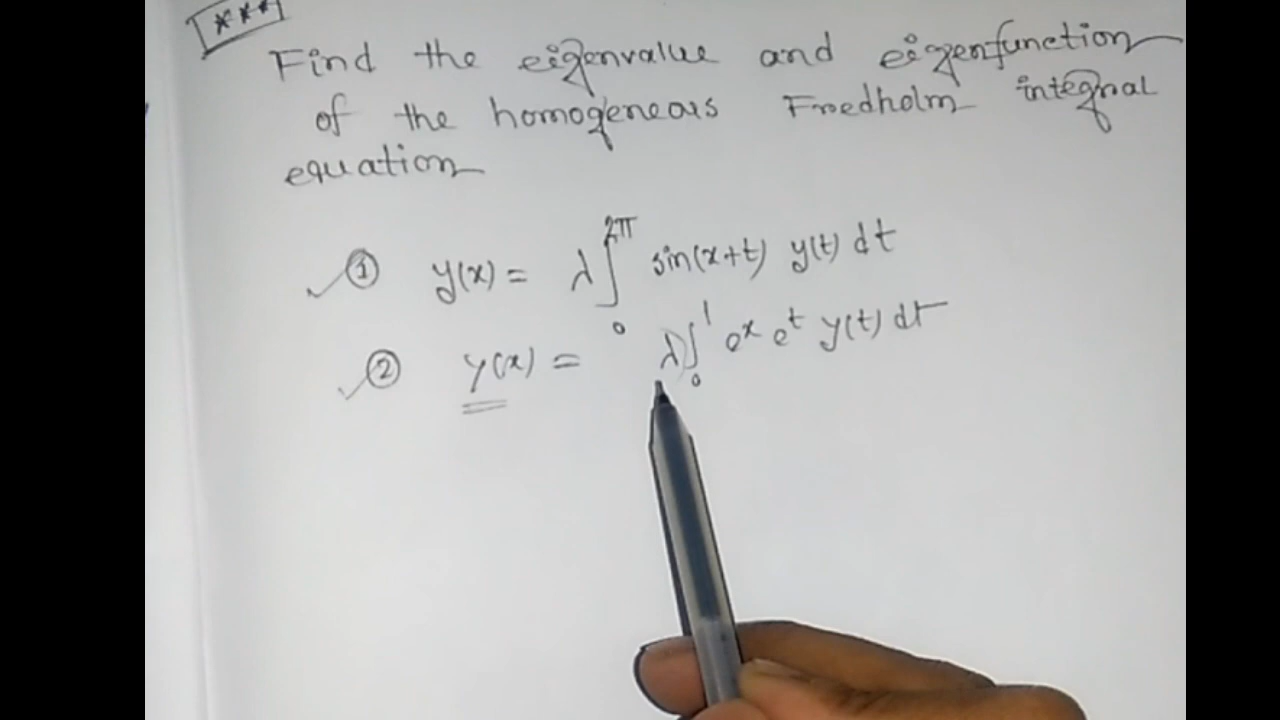 ***
Find the eigenvalue and eigenfunction
of the homogeneous Fredholm integral
equation
① y(x) = λ∫₀^2π sin(x+t) y(t) dt
② y(x) = λ∫₀^1 e^x e^t y(t) dt